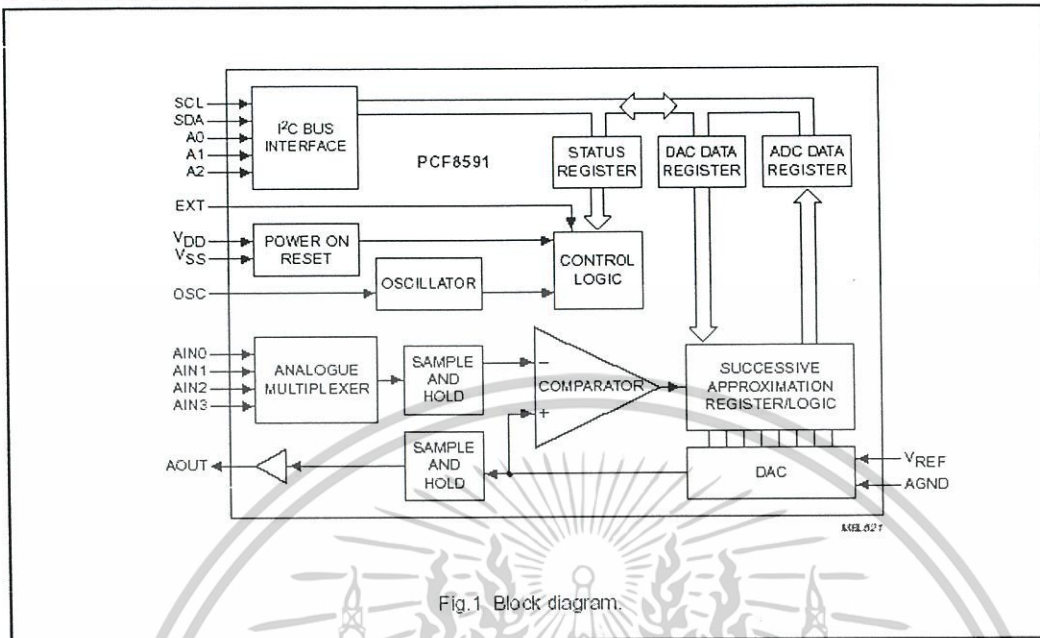 SCL
SDA
A0
A1
A2
I²C BUS
INTERFACE
PCF8591
STATUS
REGISTER
DAC DATA
REGISTER
ADC DATA
REGISTER
EXT
VDD
VSS
POWER ON
RESET
OSC
OSCILLATOR
CONTROL
LOGIC
AIN0
AIN1
AIN2
AIN3
ANALOGUE
MULTIPLEXER
SAMPLE
AND
HOLD
−
COMPARATOR
+
SUCCESSIVE
APPROXIMATION
REGISTER/LOGIC
AOUT
SAMPLE
AND
HOLD
DAC
VREF
AGND
Fig.1 Block diagram.